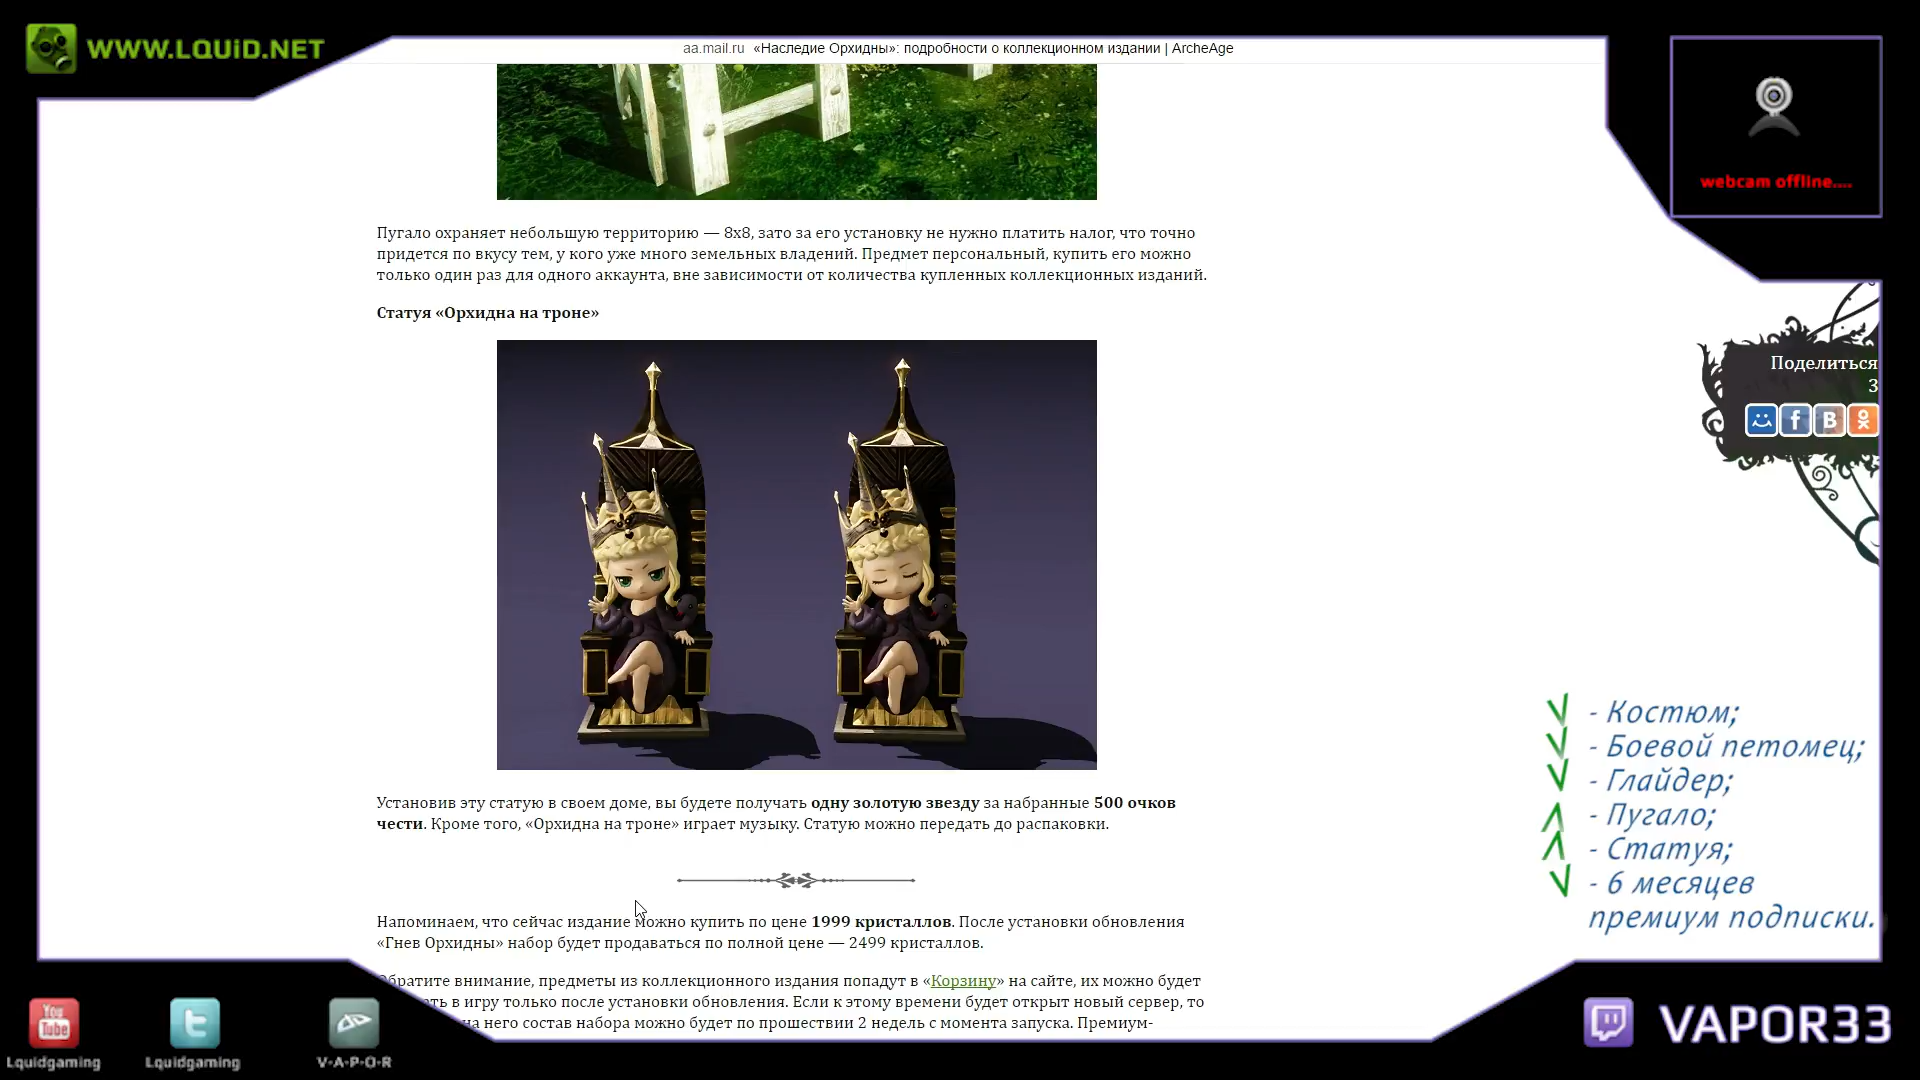 WWW.LQUiD.NET
aa.mail.ru «Наследие Орхидны»: подробности о коллекционном издании | ArcheAge
webcam offline....
Пугало охраняет небольшую территорию — 8x8, зато за его установку не нужно платить налог, что точно
придется по вкусу тем, у кого уже много земельных владений. Предмет персональный, купить его можно
только один раз для одного аккаунта, вне зависимости от количества купленных коллекционных изданий.
Статуя «Орхидна на троне»
Поделиться
3
Установив эту статую в своем доме, вы будете получать одну золотую звезду за набранные 500 очков
чести. Кроме того, «Орхидна на троне» играет музыку. Статую можно передать до распаковки.
Напоминаем, что сейчас издание можно купить по цене 1999 кристаллов. После установки обновления
«Гнев Орхидны» набор будет продаваться по полной цене — 2499 кристаллов.
братите внимание, предметы из коллекционного издания попадут в «Корзину» на сайте, их можно будет
ть в игру только после установки обновления. Если к этому времени будет открыт новый сервер, то
на него состав набора можно будет по прошествии 2 недель с момента запуска. Премиум-
- Костюм;
- Боевой петомец;
- Глайдер;
- Пугало;
- Статуя;
- 6 месяцев
премиум подписки.
You Tube
Lquidgaming
Lquidgaming
V-A-P-O-R
VAPOR33